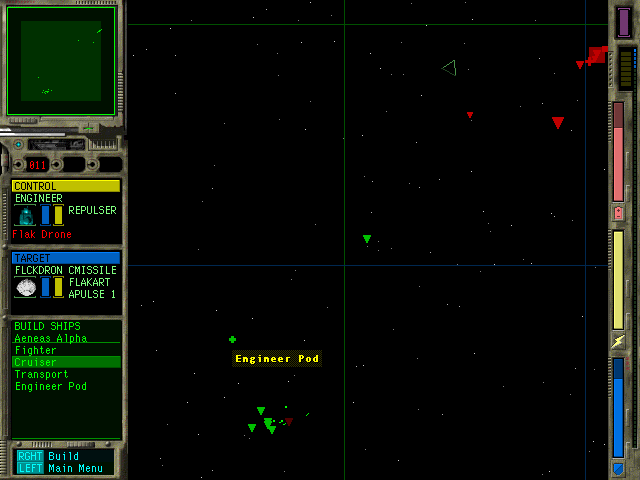 011
CONTROL
ENGINEER
REPULSER
Flak Drone
TARGET
FLCKDRON CMISSILE
FLAKART
APULSE 1
BUILD SHIPS
Aeneas Alpha
Fighter
Cruiser
Transport
Engineer Pod
RGHT Build
LEFT Main Menu
Engineer Pod